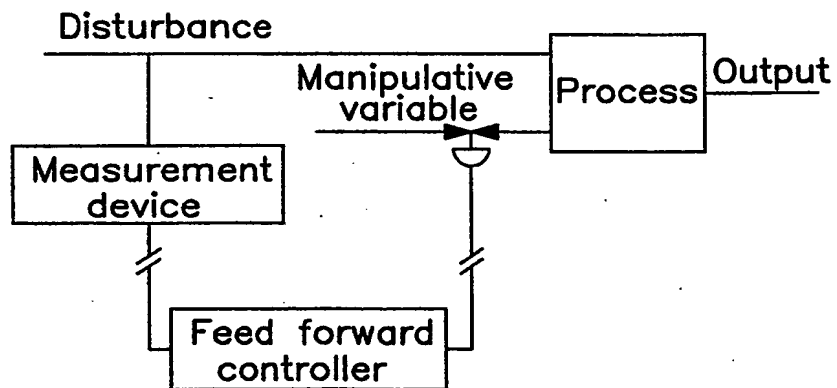 Disturbance
Manipulative
variable
Process
Output
Measurement
device
Feed forward
controller